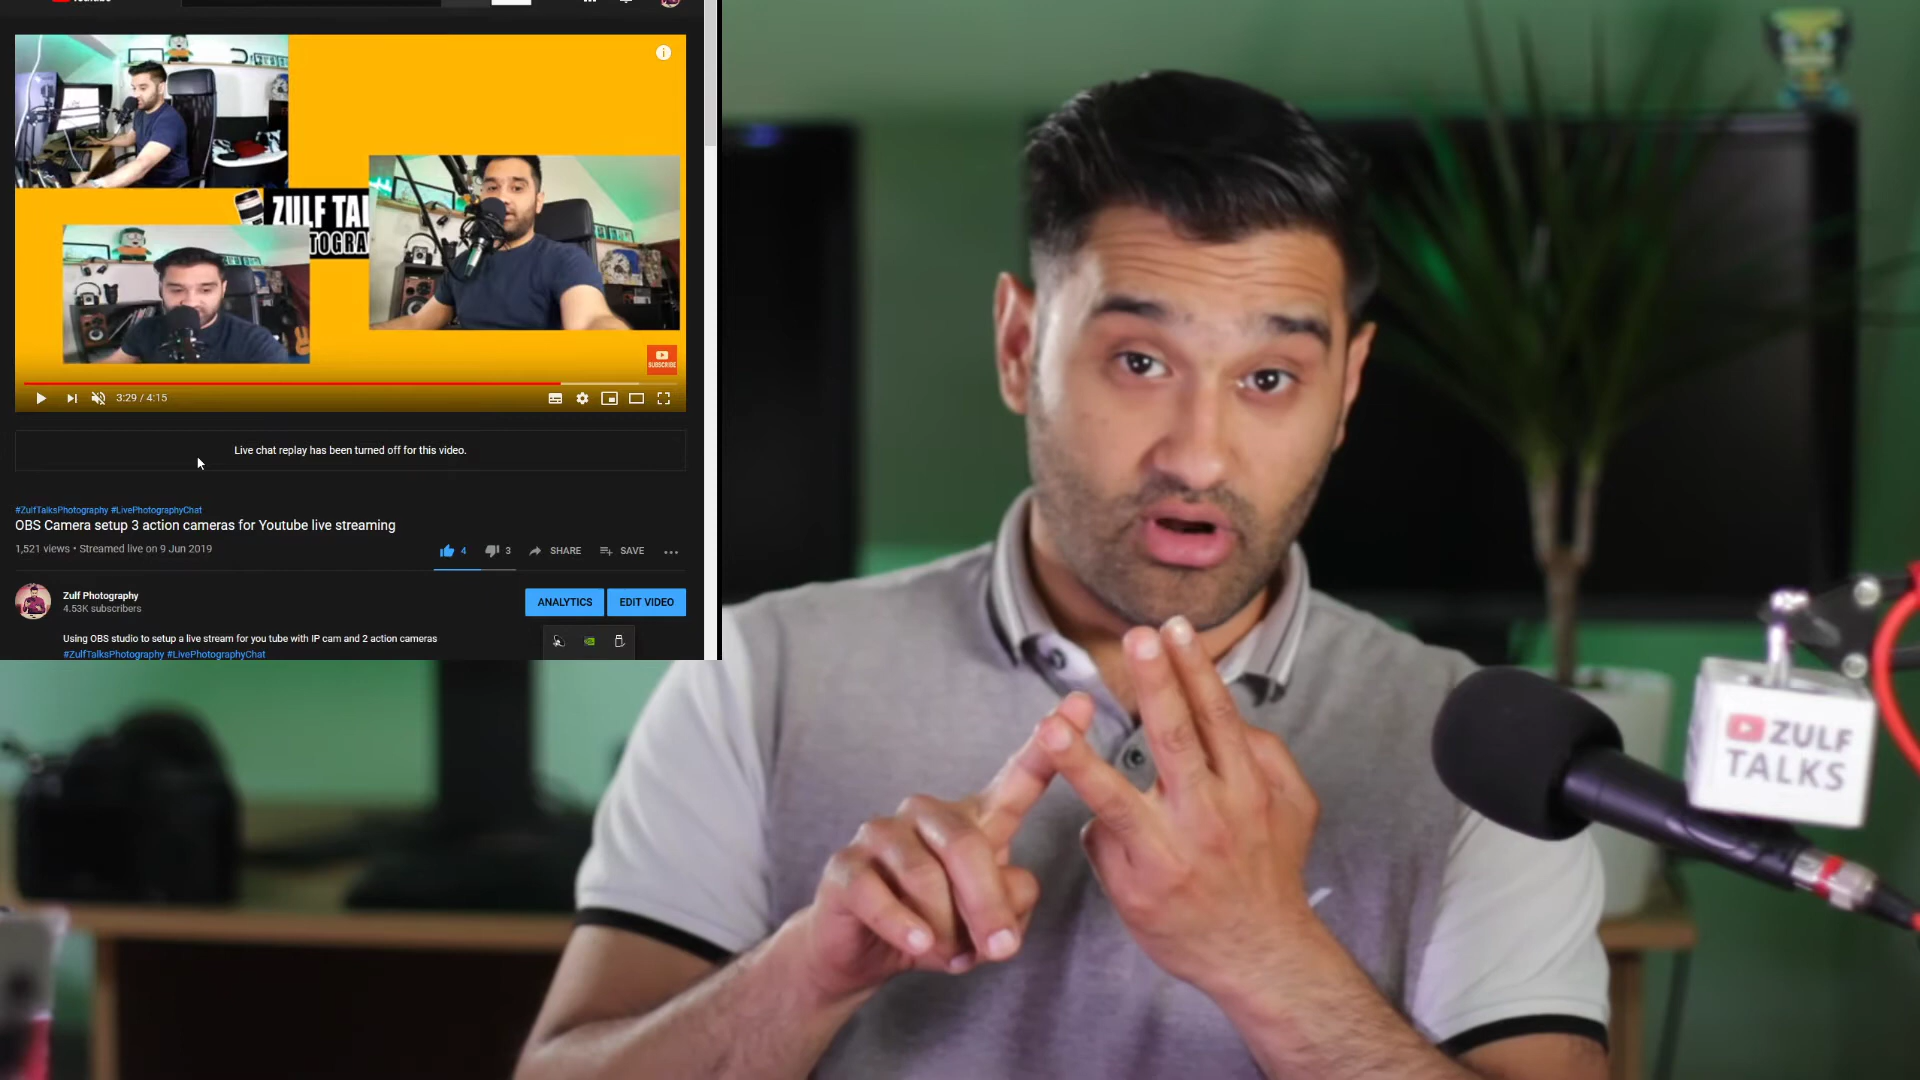 ZULF TAL
TOGRA
SUBSCRIBE
3:29 / 4:15
Live chat replay has been turned off for this video.
#ZulfTalksPhotography #LivePhotographyChat
OBS Camera setup 3 action cameras for Youtube live streaming
1,521 views • Streamed live on 9 Jun 2019
4
3
SHARE
SAVE
Zulf Photography
4.53K subscribers
ANALYTICS
EDIT VIDEO
Using OBS studio to setup a live stream for you tube with IP cam and 2 action cameras
#ZulfTalksPhotography #LivePhotographyChat
ZULF
TALKS